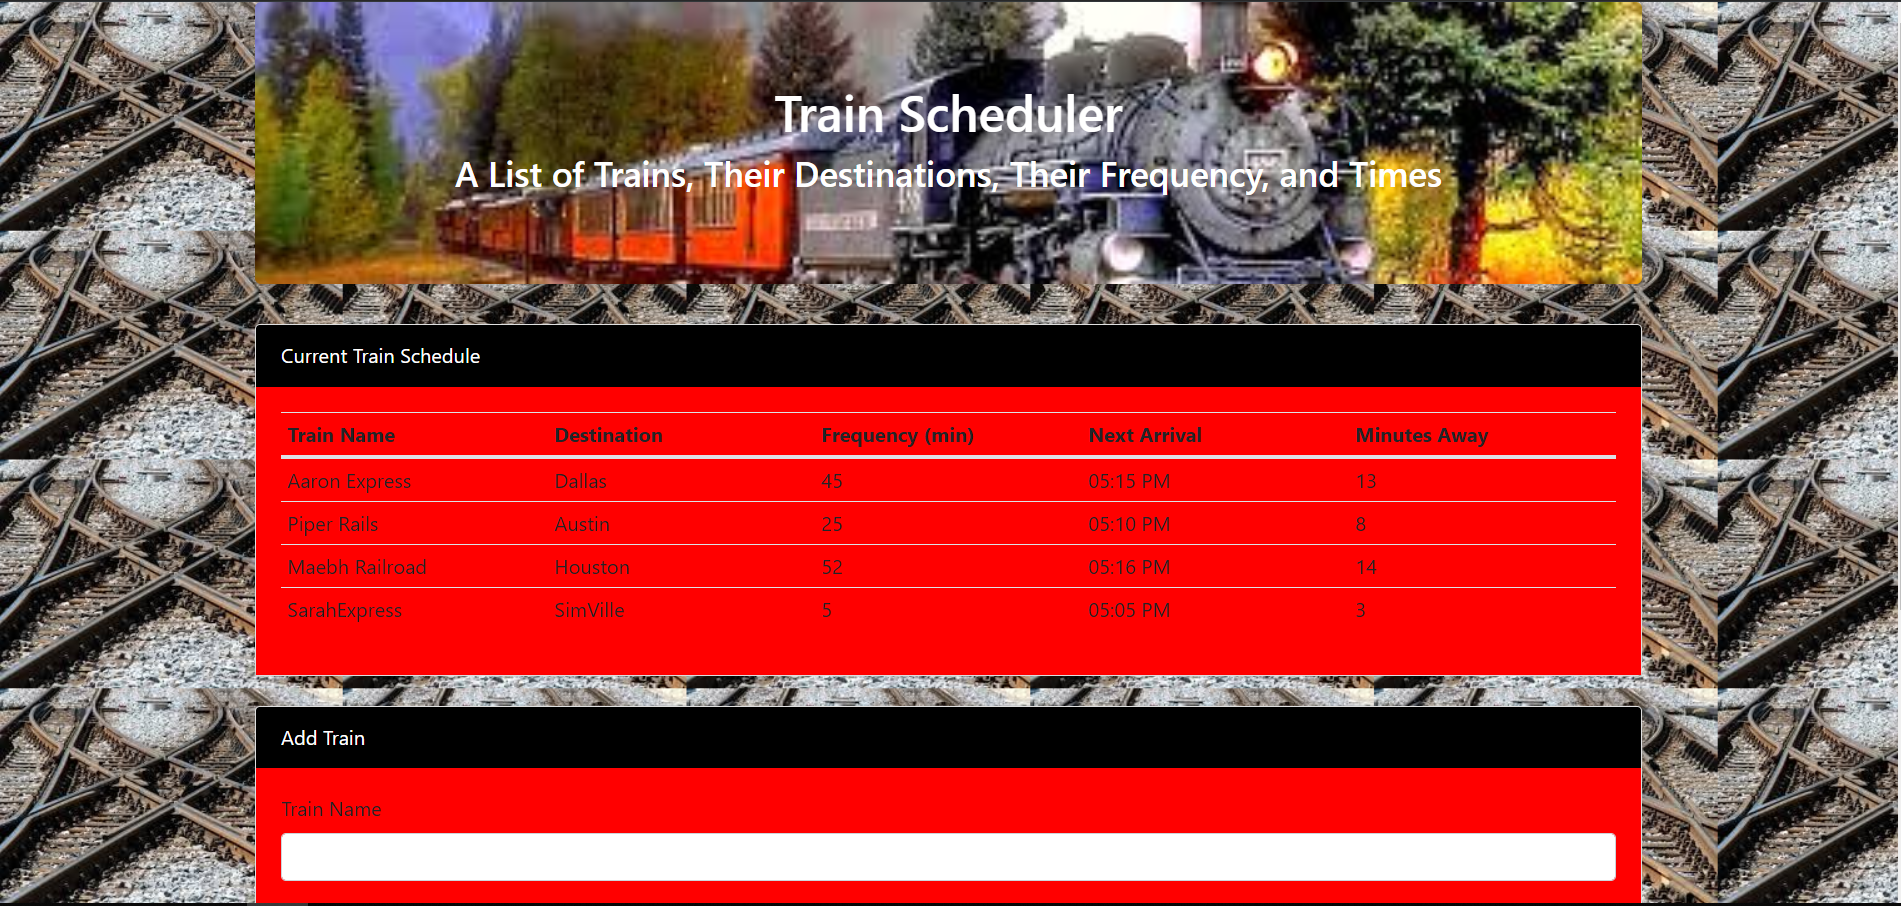 Train Scheduler
A List of Trains, Their Destinations, Their Frequency, and Times
Current Train Schedule
Train Name Destination Frequency (min) Next Arrival Minutes Away
Aaron Express Dallas 45 05:15 PM 13
Piper Rails Austin 25 05:10 PM 8
Maebh Railroad Houston 52 05:16 PM 14
SarahExpress SimVille 5 05:05 PM 3
Add Train
Train Name